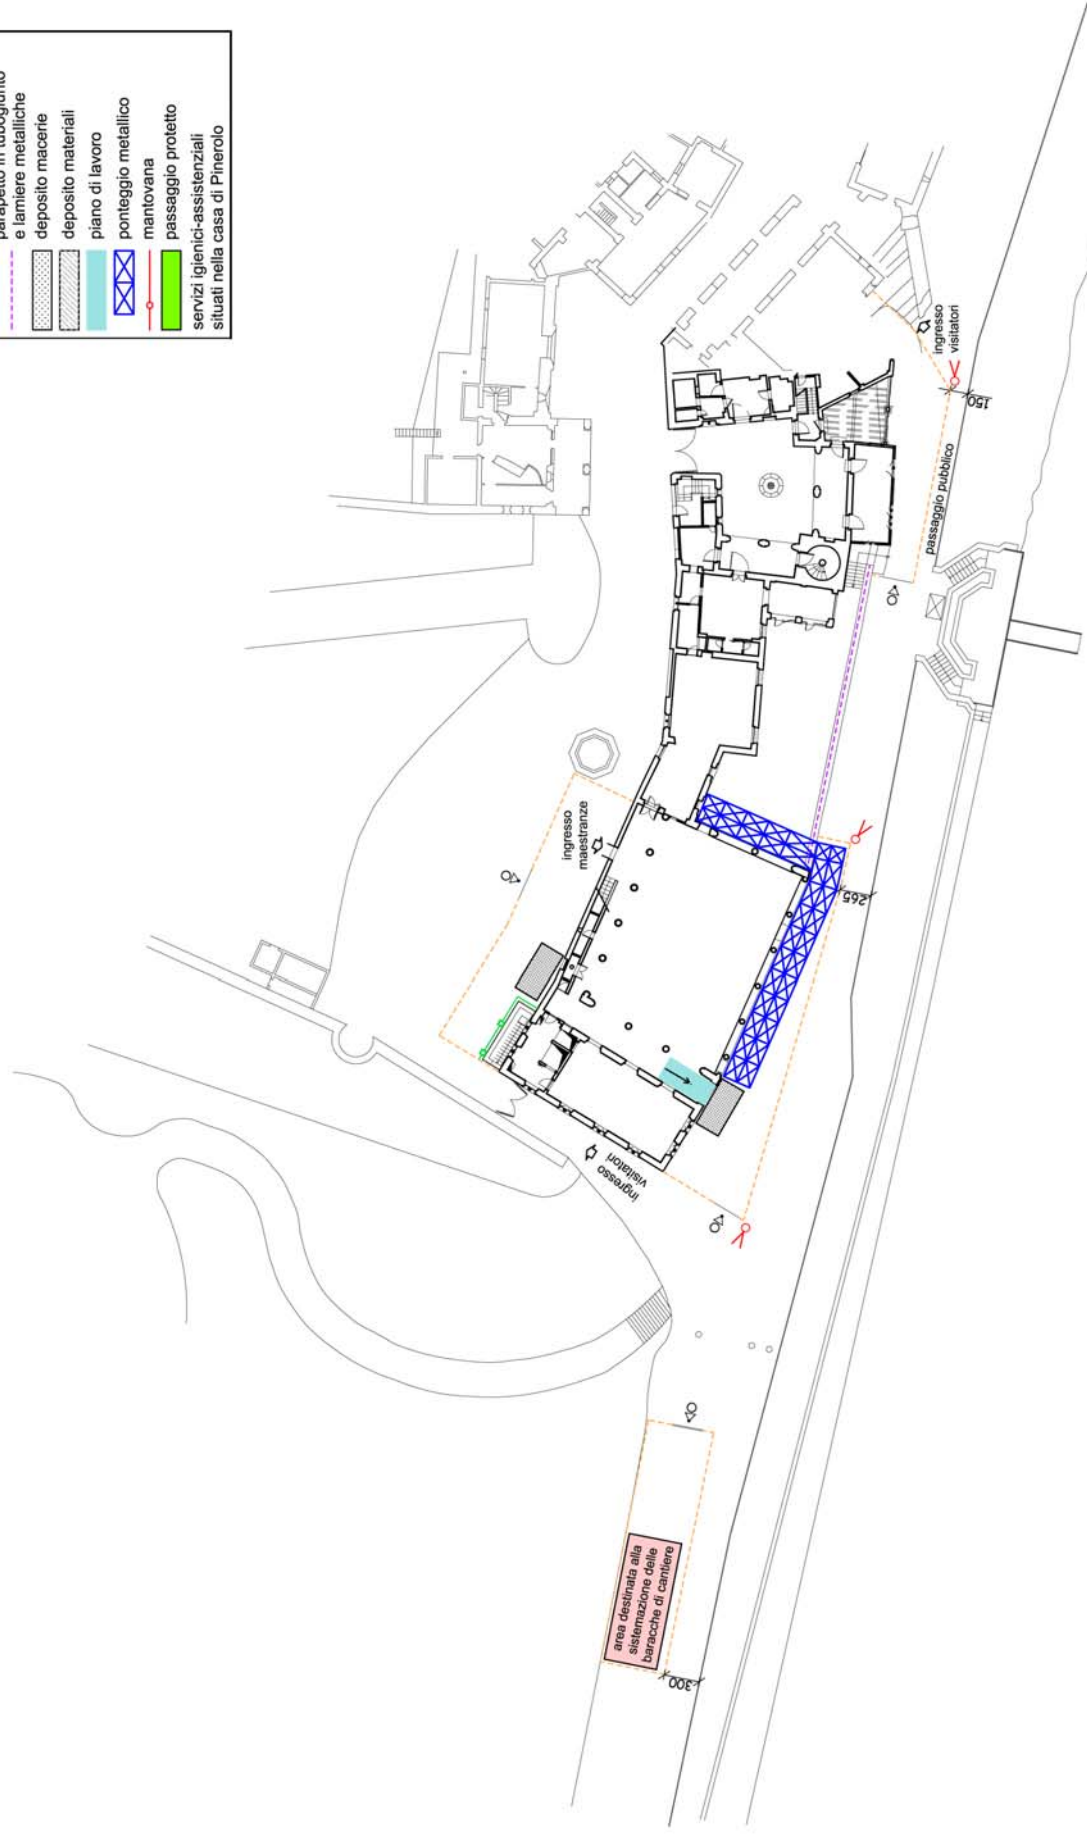 parapetto in tubogiunto
e lamiere metalliche
deposito macerie
deposito materiali
piano di lavoro
ponteggio metallico
mantovana
passaggio protetto
servizi igienici-assistenziali
situati nella casa di Pinerolo
ingresso
visitatori
150
passaggio pubblico
ingresso
maestranze
265
ingresso
visitatori
area destinata alla
sistemazione delle
baracche di cantiere
300